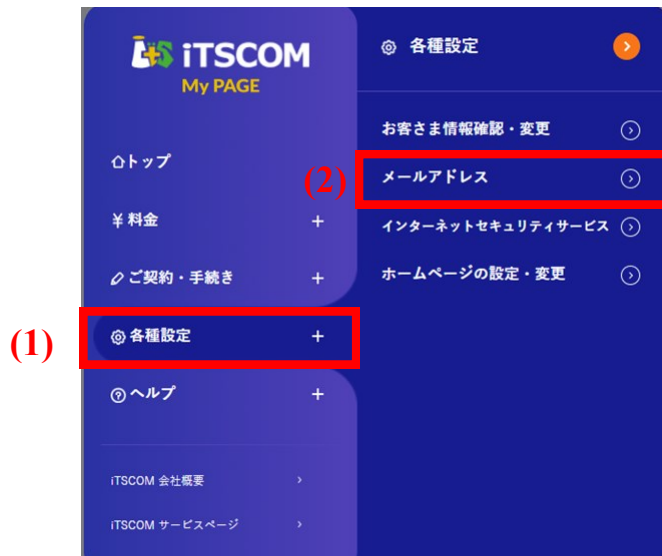 iTSCOM
My PAGE
トップ
¥ 料金 +
ご契約・手続き +
(1)
各種設定 +
ヘルプ +
iTSCOM 会社概要 ›
iTSCOM サービスページ ›
各種設定
お客さま情報確認・変更
(2)
メールアドレス
インターネットセキュリティサービス
ホームページの設定・変更